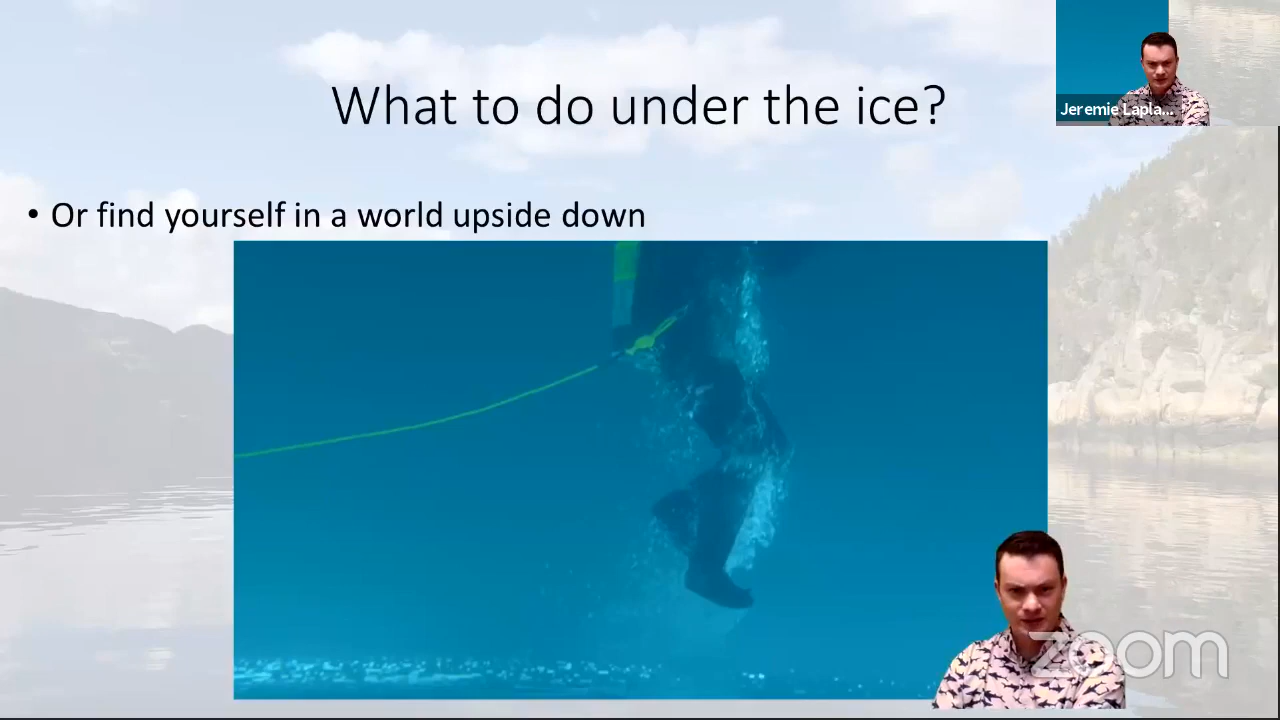 What to do under the ice?
Jeremie Lapla...
• Or find yourself in a world upside down
zoom